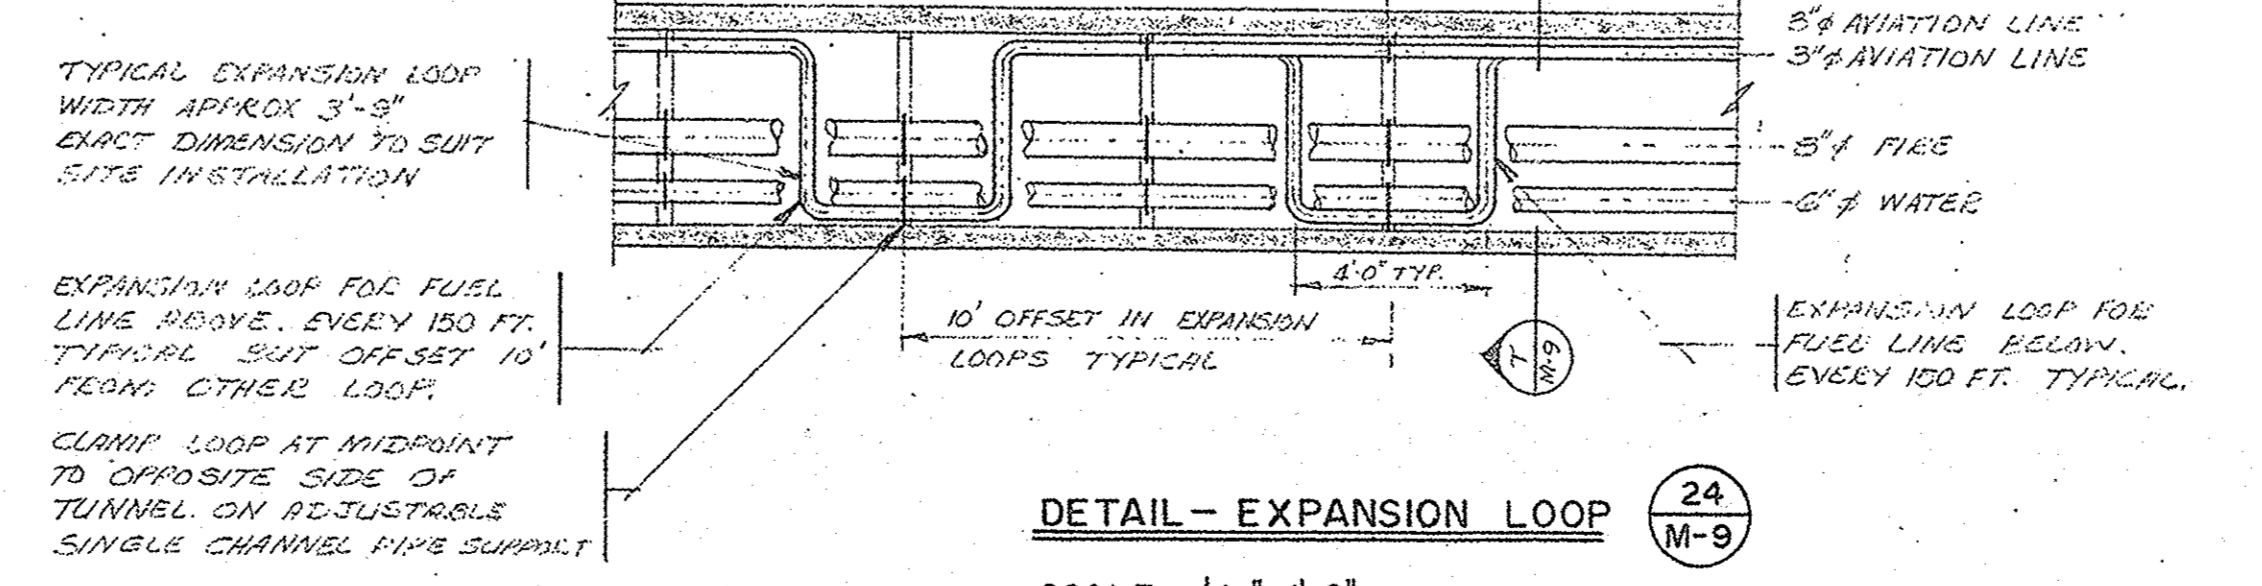 TYPICAL EXPANSION LOOP
WIDTH APPROX 3'-9"
EXACT DIMENSION TO SUIT
SITE INSTALLATION
EXPANSION LOOP FOR FUEL
LINE ABOVE. EVERY 150 FT.
TYPICAL BUT OFFSET 10'
FROM OTHER LOOP.
CLAMP LOOP AT MIDPOINT
TO OPPOSITE SIDE OF
TUNNEL. ON ADJUSTABLE
SINGLE CHANNEL PIPE SUPPORT
10' OFFSET IN EXPANSION
LOOPS TYPICAL
4'-0" TYP.
T
M-9
3"⌀ AVIATION LINE
3"⌀ AVIATION LINE
8"⌀ FIRE
6"⌀ WATER
EXPANSION LOOP FOR
FUEL LINE BELOW.
EVERY 150 FT. TYPICAL.
DETAIL - EXPANSION LOOP
24
M-9